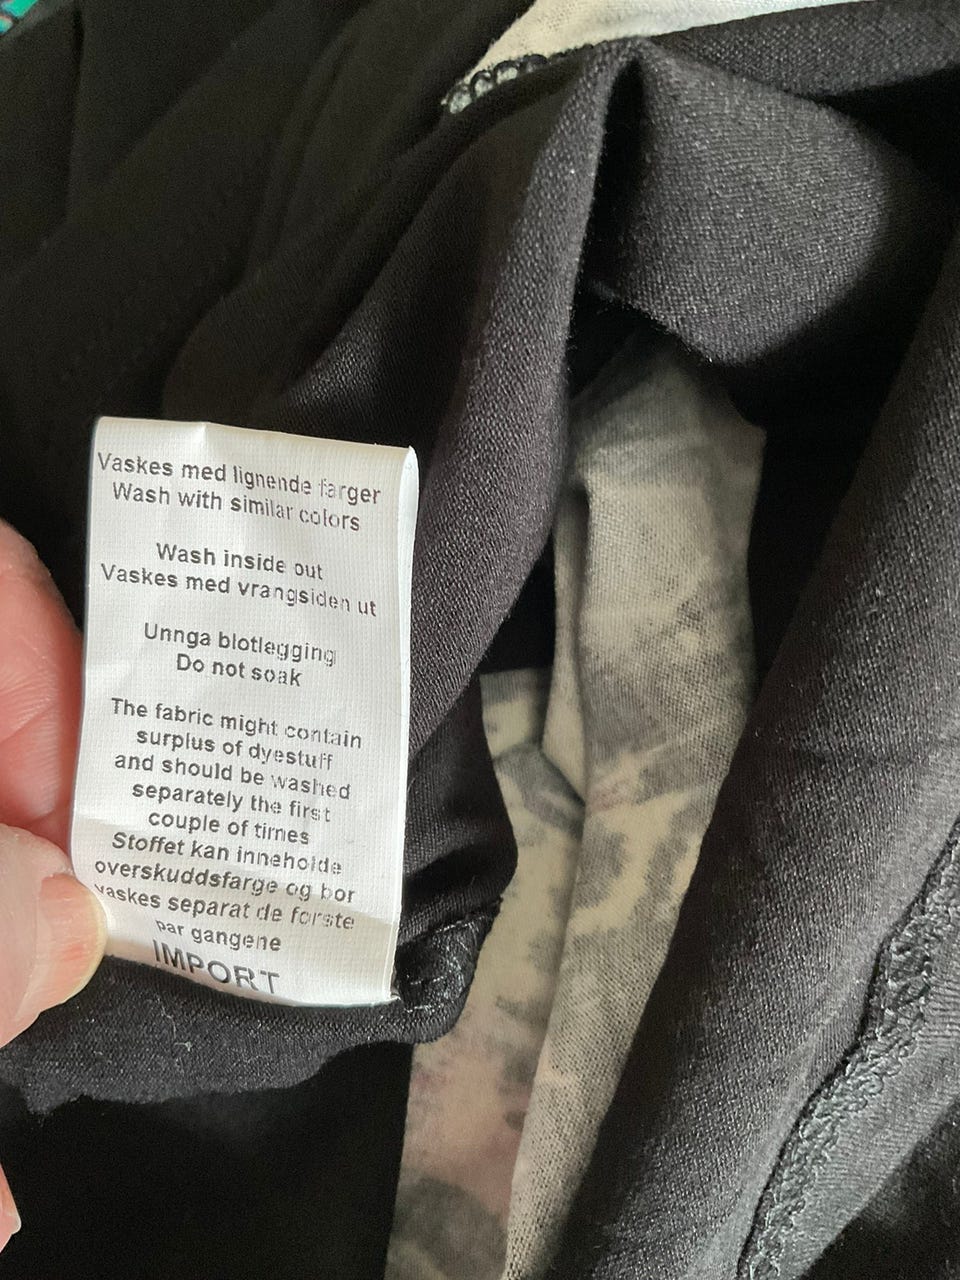 Vaskes med lignende farger
Wash with similar colors
Wash inside out
Vaskes med vrangsiden ut
Unnga blotlegging
Do not soak
The fabric might contain
surplus of dyestuff
and should be washed
separately the first
couple of times
Stoffet kan inneholde
overskuddsfarge og bor
vaskes separat de forste
par gangene
IMPORT